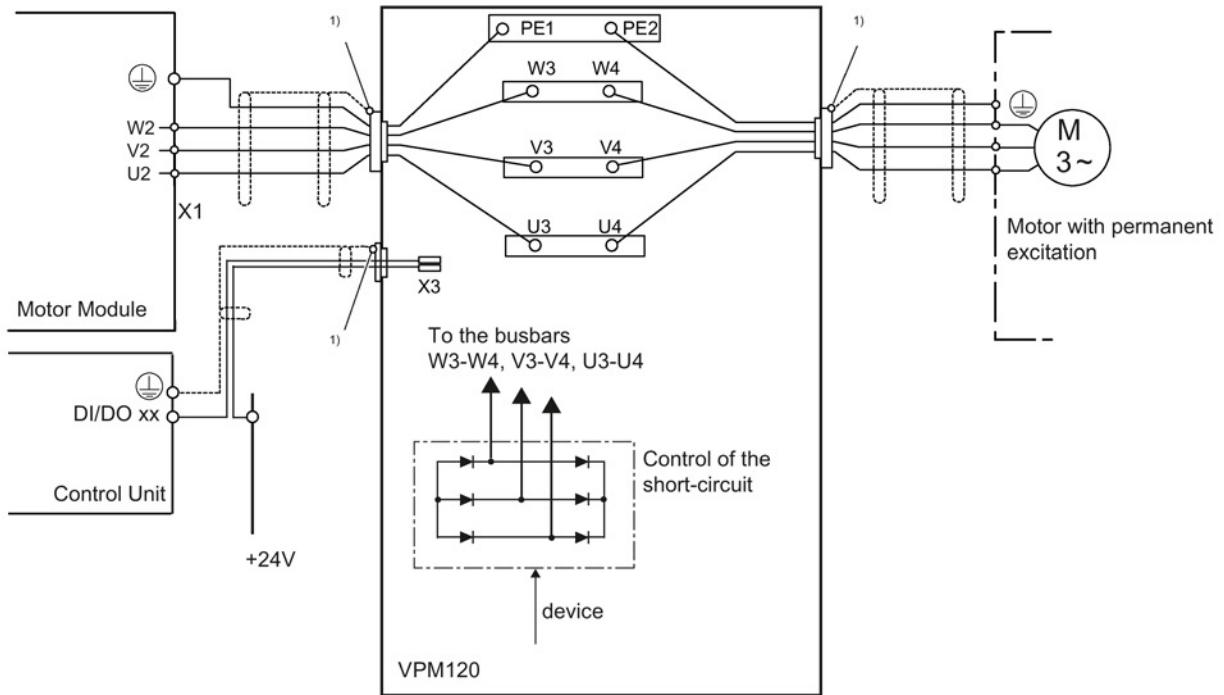 1)
1)
PE1
PE2
W3
W4
W2
V2
U2
X1
V3
V4
U3
U4
M
3~
Motor with permanent
excitation
X3
Motor Module
1)
To the busbars
W3-W4, V3-V4, U3-U4
DI/DO xx
Control Unit
+24V
Control of the
short-circuit
device
VPM120